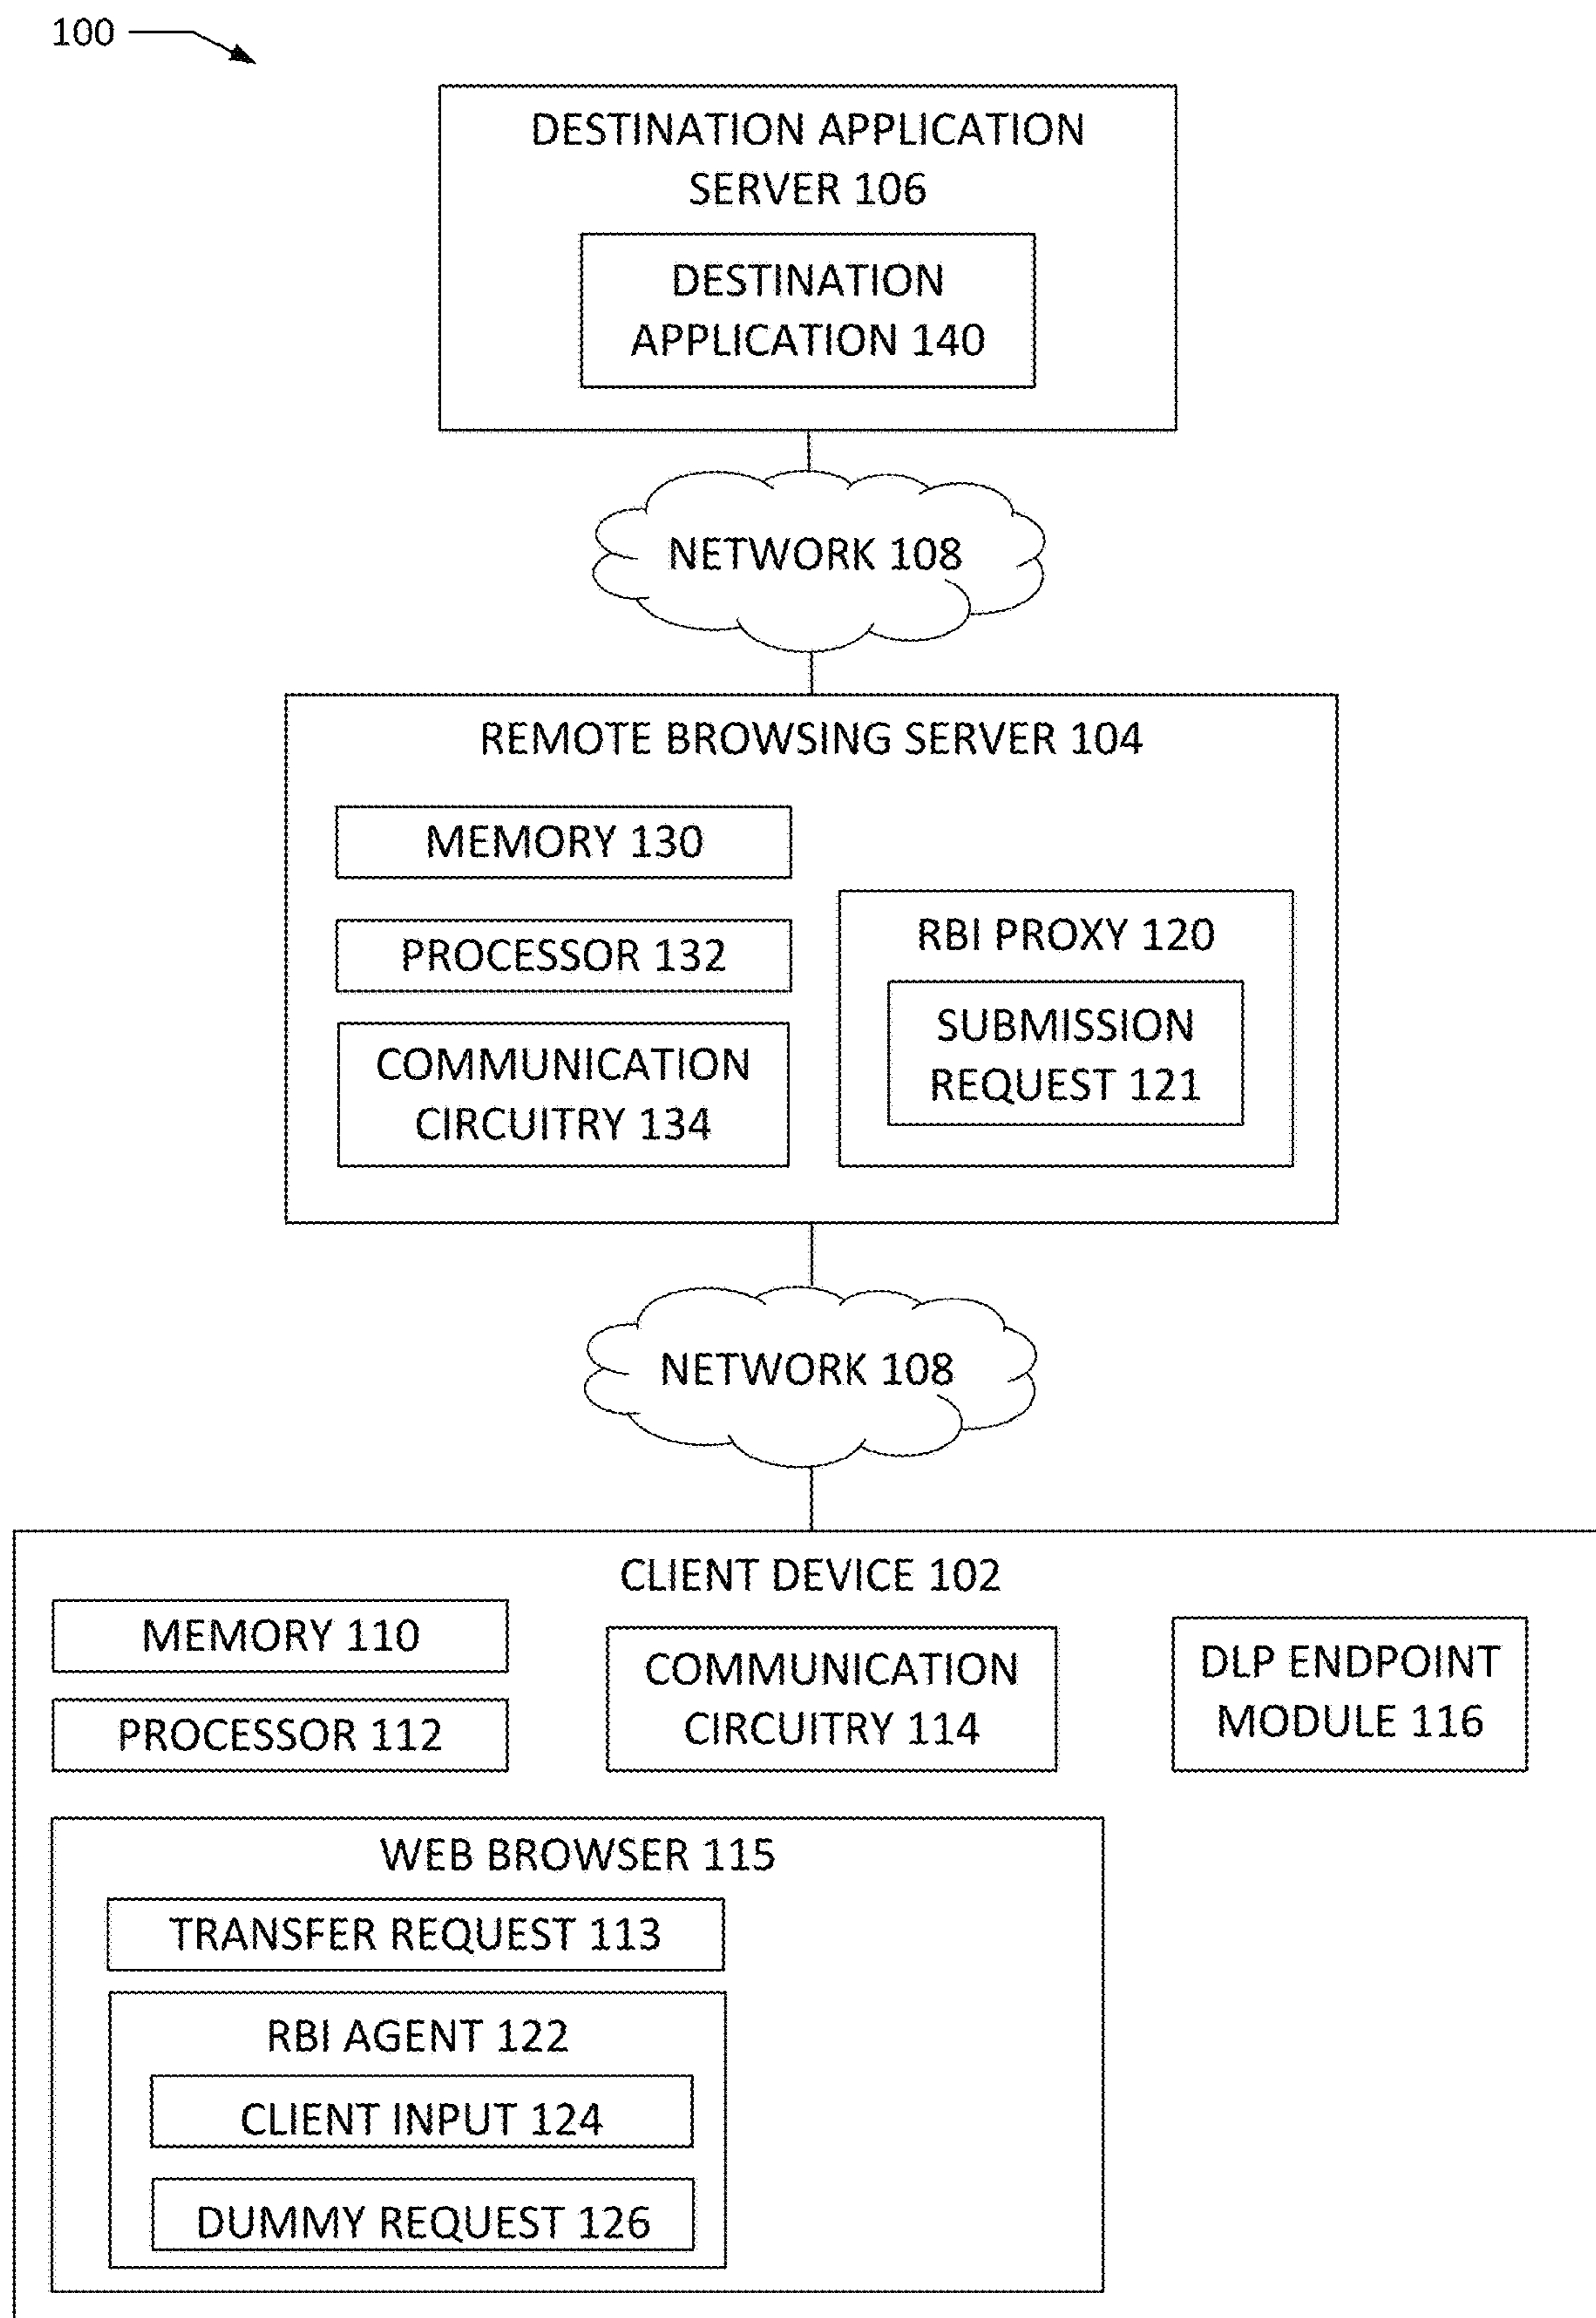 100
DESTINATION APPLICATION
SERVER 106
DESTINATION
APPLICATION 140
NETWORK 108
REMOTE BROWSING SERVER 104
MEMORY 130
PROCESSOR 132
COMMUNICATION
CIRCUITRY 134
RBI PROXY 120
SUBMISSION
REQUEST 121
NETWORK 108
CLIENT DEVICE 102
MEMORY 110
PROCESSOR 112
COMMUNICATION
CIRCUITRY 114
DLP ENDPOINT
MODULE 116
WEB BROWSER 115
TRANSFER REQUEST 113
RBI AGENT 122
CLIENT INPUT 124
DUMMY REQUEST 126